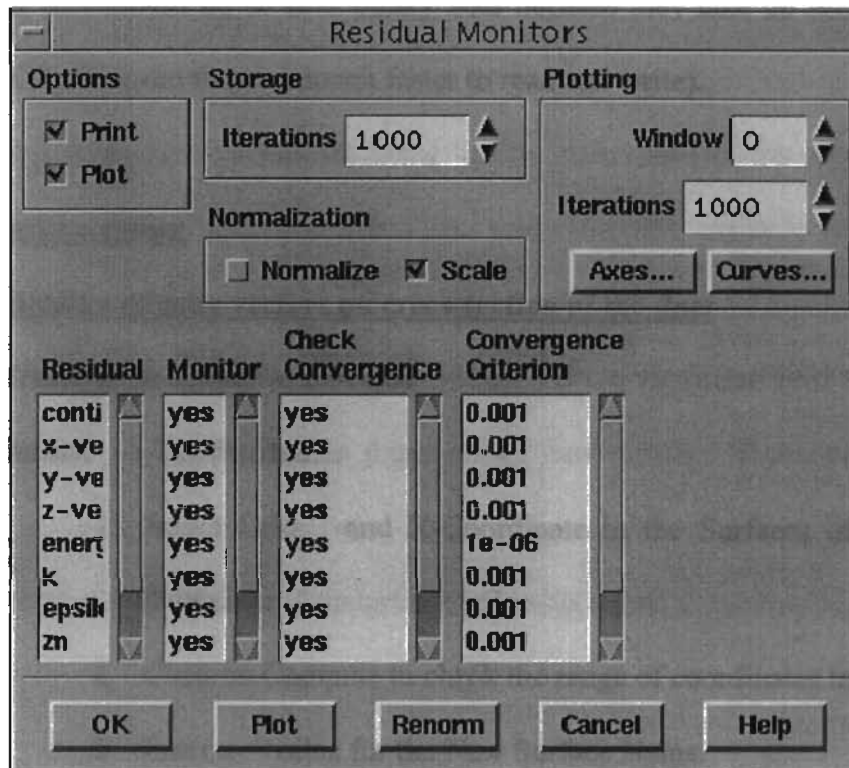 Residual Monitors
Options
Print
Plot
Storage
Iterations 1000
Normalization
Normalize Scale
Plotting
Window 0
Iterations 1000
Axes... Curves...
Residual Monitor Check Convergence Convergence Criterion
conti yes yes 0.001
x-ve yes yes 0.001
y-ve yes yes 0.001
z-ve yes yes 0.001
energ yes yes 1e-06
k yes yes 0.001
epsilo yes yes 0.001
zn yes yes 0.001
OK Plot Renorm Cancel Help